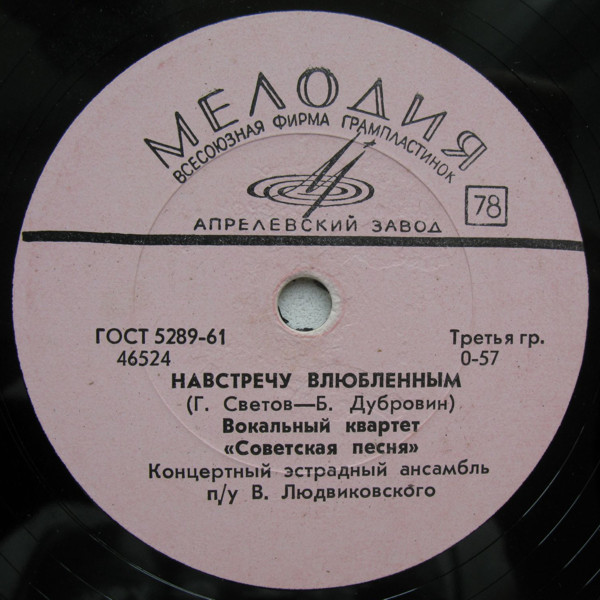 МЕЛОДИЯ
ВСЕСОЮЗНАЯ ФИРМА ГРАМПЛАСТИНОК
78
АПРЕЛЕВСКИЙ ЗАВОД
ГОСТ 5289-61 Третья гр.
46524 0-57
НАВСТРЕЧУ ВЛЮБЛЕННЫМ
(Г. Светов—Б. Дубровин)
Вокальный квартет
«Советская песня»
Концертный эстрадный ансамбль
п/у В. Людвиковского